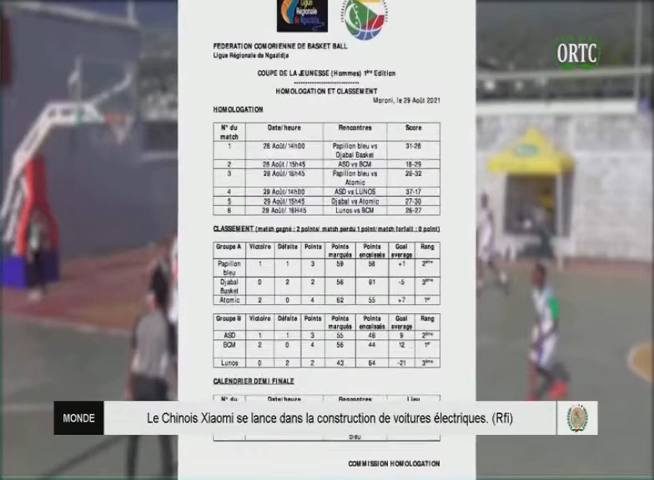 Ligue
Régionale
de Ngazidja
FEDERATION COMORIENNE DE BASKET BALL
Ligue Régionale de Ngazidja
ORTC
COUPE DE LA JEUNESSE (Hommes) 1ère Edition
HOMOLOGATION ET CLASSEMENT
Moroni, le 29 Août 2021
HOMOLOGATION
N° du match Date/heure Rencontres Score
1 28 Août/14h00 Papillon bleu vs Djabal Basket 31-26
2 28 Août/15h45 ASD vs BCM 18-29
3 28 Août/16h45 Papillon bleu vs Atomic 28-32
4 29 Août/14h00 ASD vs LUNOS 37-17
5 29 Août/15h45 Djabal vs Atomic 27-30
6 29 Août/16H45 Lunos vs BCM 26-27
CLASSEMENT (match gagné : 2 points/ match perdu 1 point/match forfait : 0 point)
Groupe A Victoire Défaite Points Points marqués Points encaissés Goal average Rang
Papillon bleu 1 1 3 59 58 +1 2ème
Djabal Basket 0 2 2 56 61 -5 3ème
Atomic 2 0 4 62 55 +7 1er
Groupe B Victoire Défaite Points Points marqués Points encaissés Goal average Rang
ASD 1 1 3 55 46 9 2ème
BCM 2 0 4 56 44 12 1er
Lunos 0 2 2 43 64 -21 3ème
CALENDRIER DEMI FINALE
Date/heure Rencontres Lieu
MONDE Le Chinois Xiaomi se lance dans la construction de voitures électriques. (Rfi)
bleu
COMMISSION HOMOLOGATION